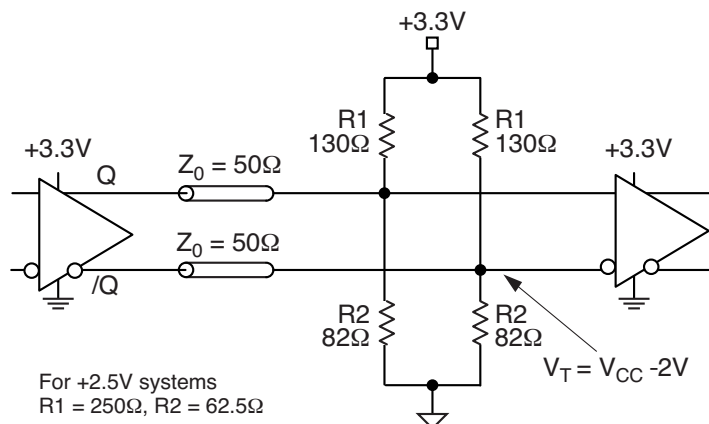 +3.3V
R1
130Ω
R1
130Ω
+3.3V
Q
Z0 = 50Ω
+3.3V
Z0 = 50Ω
/Q
R2
82Ω
R2
82Ω
VT = VCC -2V
For +2.5V systems
R1 = 250Ω, R2 = 62.5Ω